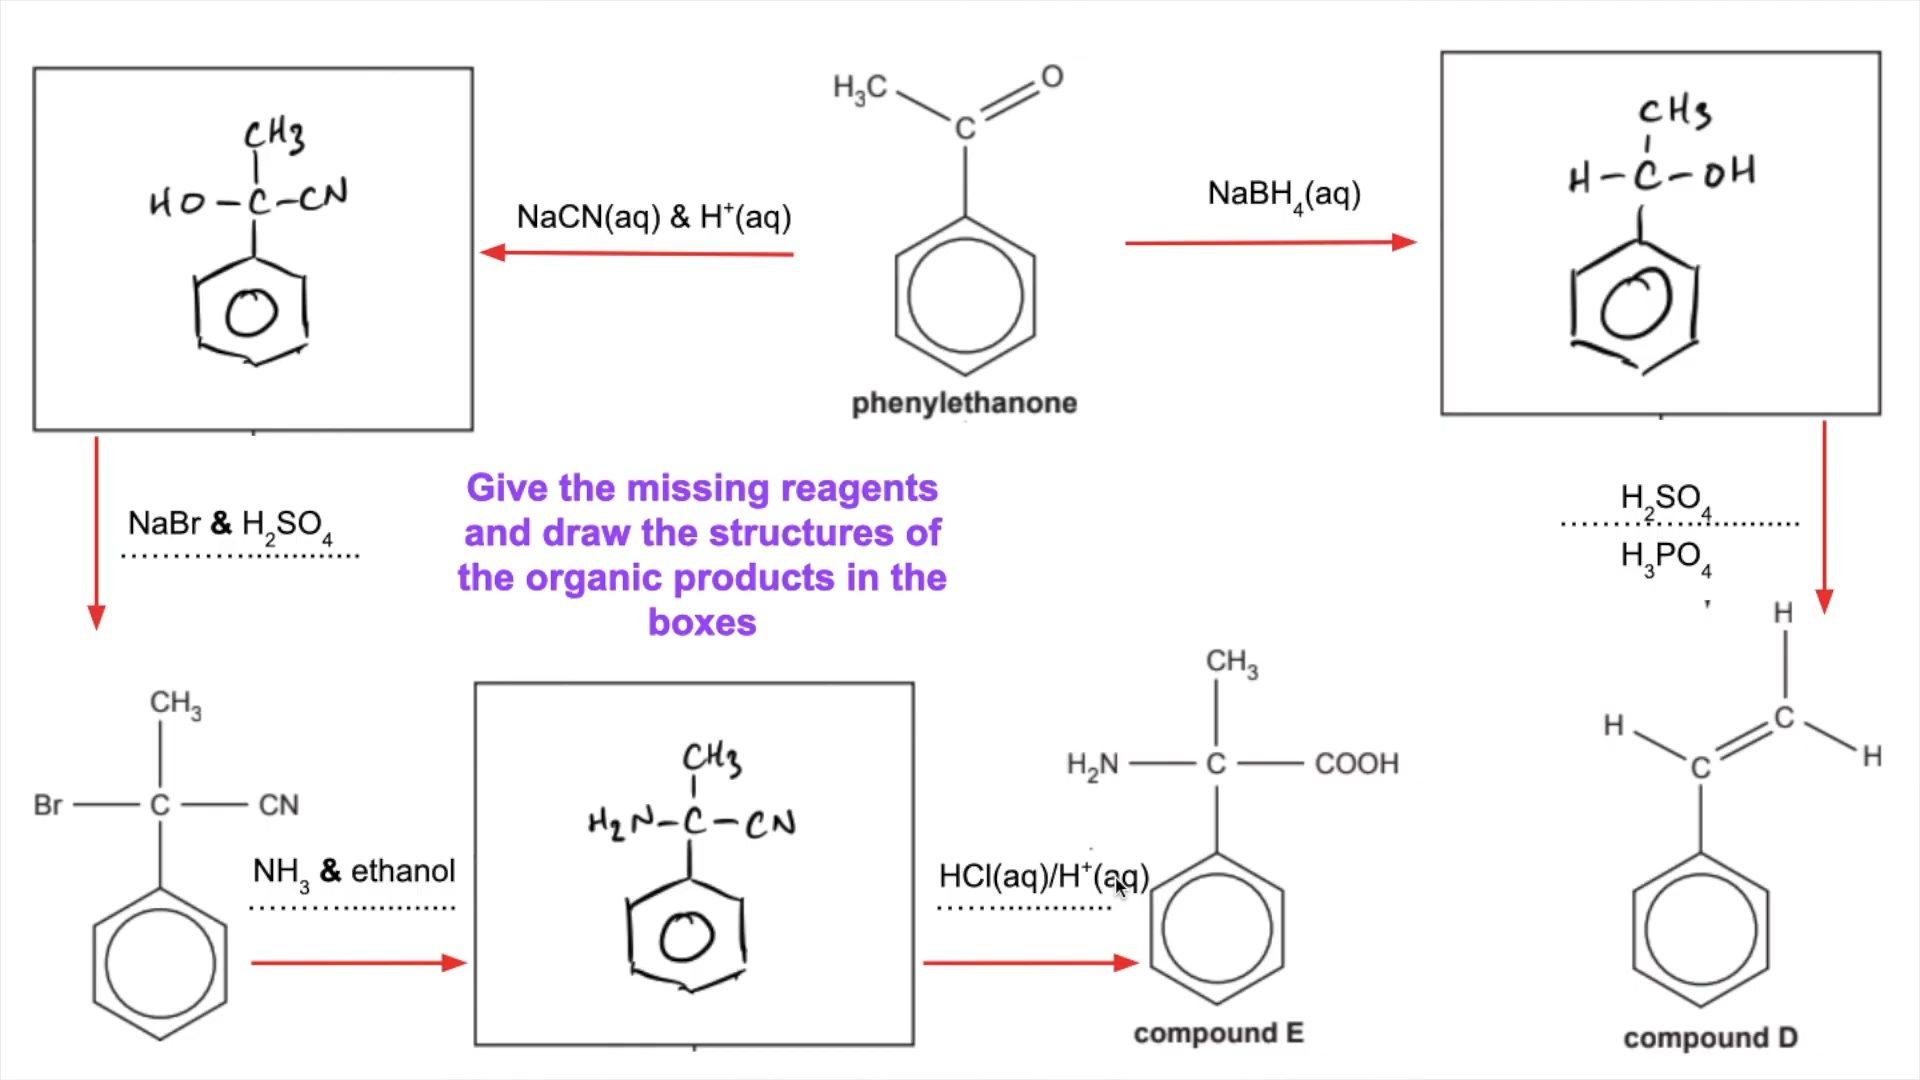 CH₃
HO-C-CN
NaCN(aq) & H⁺(aq)
H₃C
O
C
phenylethanone
NaBH₄(aq)
CH₃
H-C-OH
NaBr & H₂SO₄
Give the missing reagents
and draw the structures of
the organic products in the
boxes
H₂SO₄
H₃PO₄
CH₃
Br C CN
NH₃ & ethanol
CH₃
H₂N-C-CN
HCl(aq)/H⁺(aq)
CH₃
H₂N C COOH
compound E
H
H C
C H
compound D